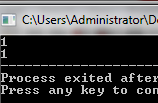 C:\Users\Administrator\De
1
1
--------------------
Process exited after
Press any key to con